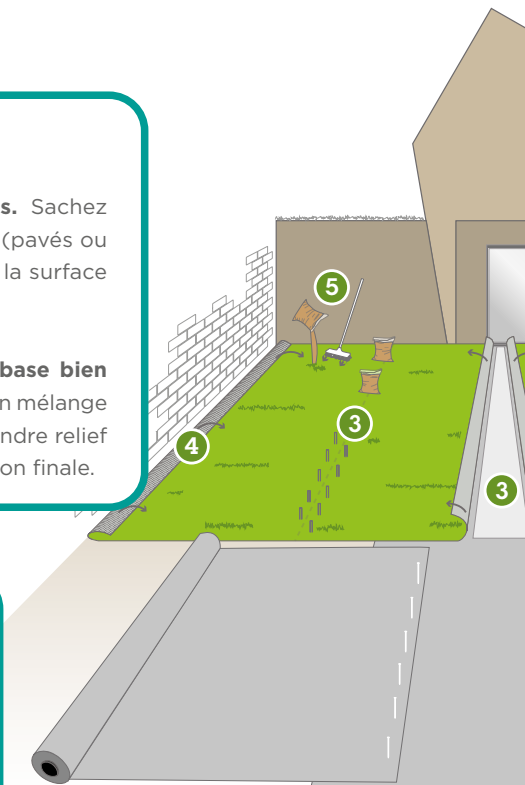 s. Sachez
(pavés ou
la surface
base bien
n mélange
ndre relief
on finale.
5
3
4
3